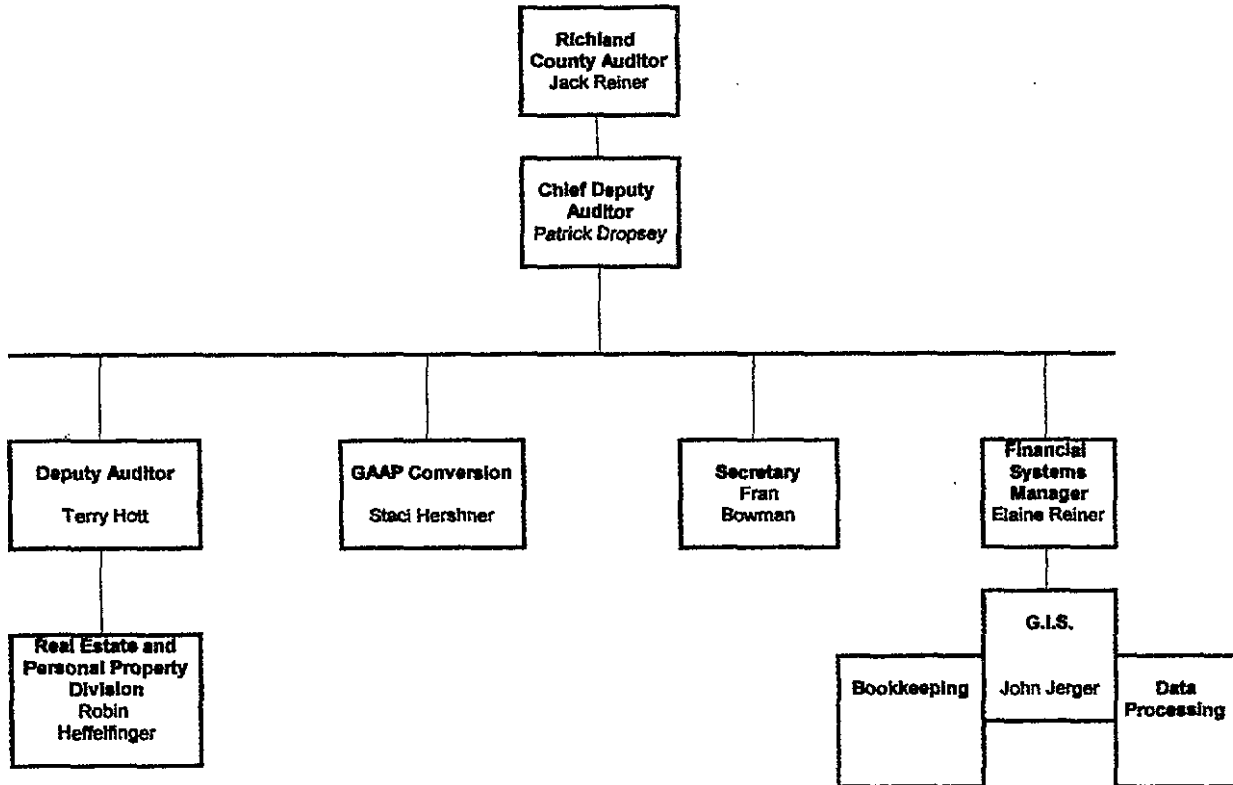 Richland
County Auditor
Jack Reiner
Chief Deputy
Auditor
Patrick Dropsey
Deputy Auditor
Terry Hott
GAAP Conversion
Staci Hershner
Secretary
Fran
Bowman
Financial
Systems
Manager
Elaine Reiner
Real Estate and
Personal Property
Division
Robin
Heffelfinger
Bookkeeping
G.I.S.
John Jerger
Data
Processing